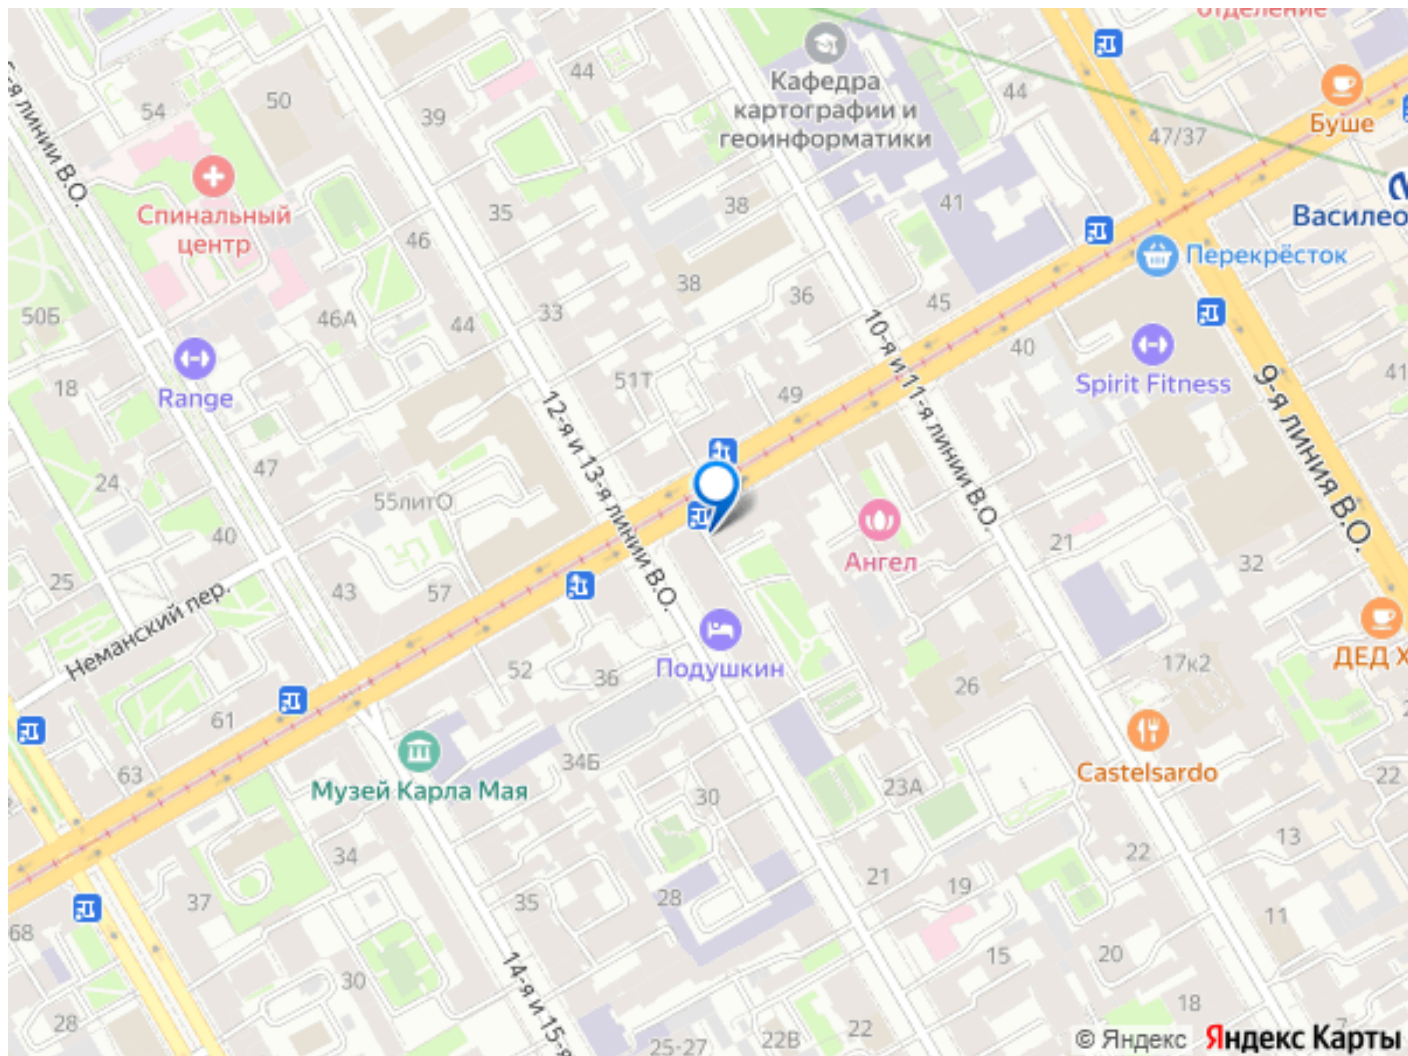 отделение
Кафедра
картографии и
геоинформатики
Буше
44
44
54
50
39
47/37
-я линии В.О.
Спинальный
центр
35
38
41
Василео
46
Перекрёсток
38
36
45
50Б
46А
44
33
10-я и 11-я линии В.О.
40
Range
18
51Т
49
Spirit Fitness
41
9-я линия В.О.
12-я и 13-я линии В.О.
47
24
55литО
40
Ангел
21
32
25
43
57
Неманский пер.
Подушкин
ДЕД Х
17к2
52
36
26
61
63
34Б
Castelsardo
22
Музей Карла Мая
30
23А
13
34
22
21
19
37
35
28
11
68
15
20
14-я и 15-я
30
18
28
22В
22
25-27
7
© Яндекс Яндекс Карты